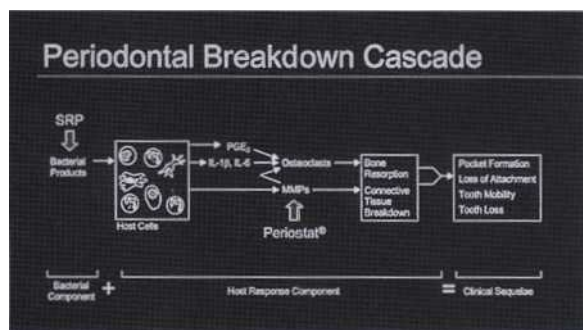 Periodontal Breakdown Cascade
SRP
Bacterial
Products
Host Cells
PGE₂
IL-1β, IL-6
Osteoclasts
MMPs
Periostat®
Bone
Resorption
Connective
Tissue
Breakdown
Pocket Formation
Loss of Attachment
Tooth Mobility
Tooth Loss
Bacterial
Component
+
Host Response Component
=
Clinical Sequelae